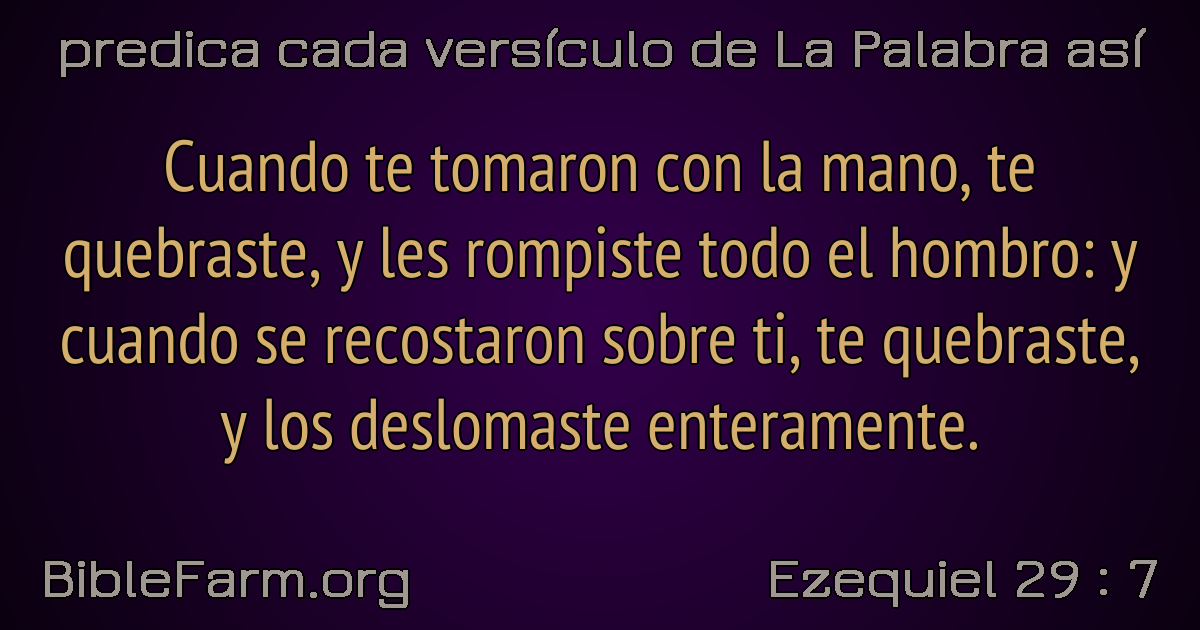 predica cada versículo de La Palabra así
Cuando te tomaron con la mano, te
quebraste, y les rompiste todo el hombro: y
cuando se recostaron sobre ti, te quebraste,
y los deslomaste enteramente.
BibleFarm.org
Ezequiel 29 : 7